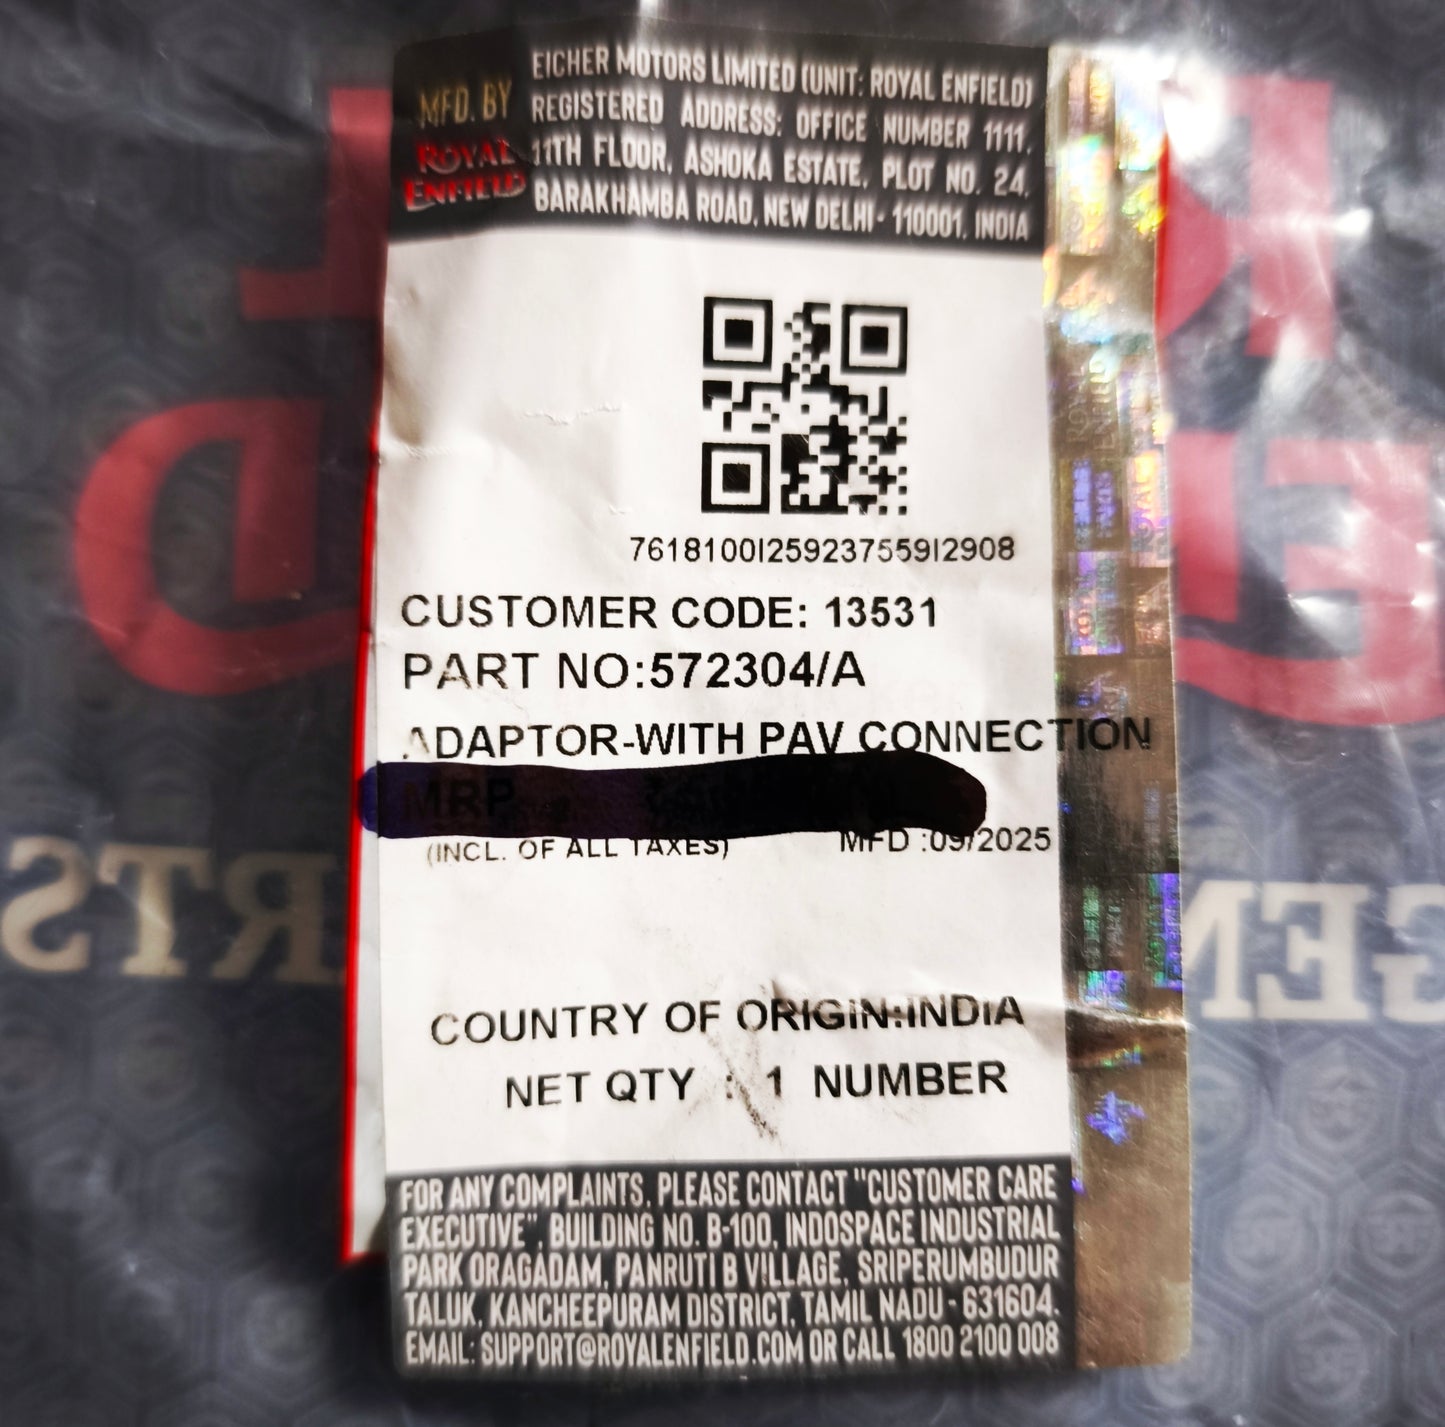 MFD. BY
ROYAL
ENFIELD
EICHER MOTORS LIMITED (UNIT: ROYAL ENFIELD)
REGISTERED ADDRESS: OFFICE NUMBER 1111,
11TH FLOOR, ASHOKA ESTATE, PLOT NO. 24,
BARAKHAMBA ROAD, NEW DELHI - 110001, INDIA
7618100I259237559I2908
CUSTOMER CODE: 13531
PART NO:572304/A
ADAPTOR-WITH PAV CONNECTION
MRP
(INCL. OF ALL TAXES)
MFD :09/2025
COUNTRY OF ORIGIN:INDIA
NET QTY : 1 NUMBER
FOR ANY COMPLAINTS, PLEASE CONTACT "CUSTOMER CARE
EXECUTIVE", BUILDING NO. B-100, INDOSPACE INDUSTRIAL
PARK ORAGADAM, PANRUTI B VILLAGE, SRIPERUMBUDUR
TALUK, KANCHEEPURAM DISTRICT, TAMIL NADU - 631604.
EMAIL: SUPPORT@ROYALENFIELD.COM OR CALL 1800 2100 008